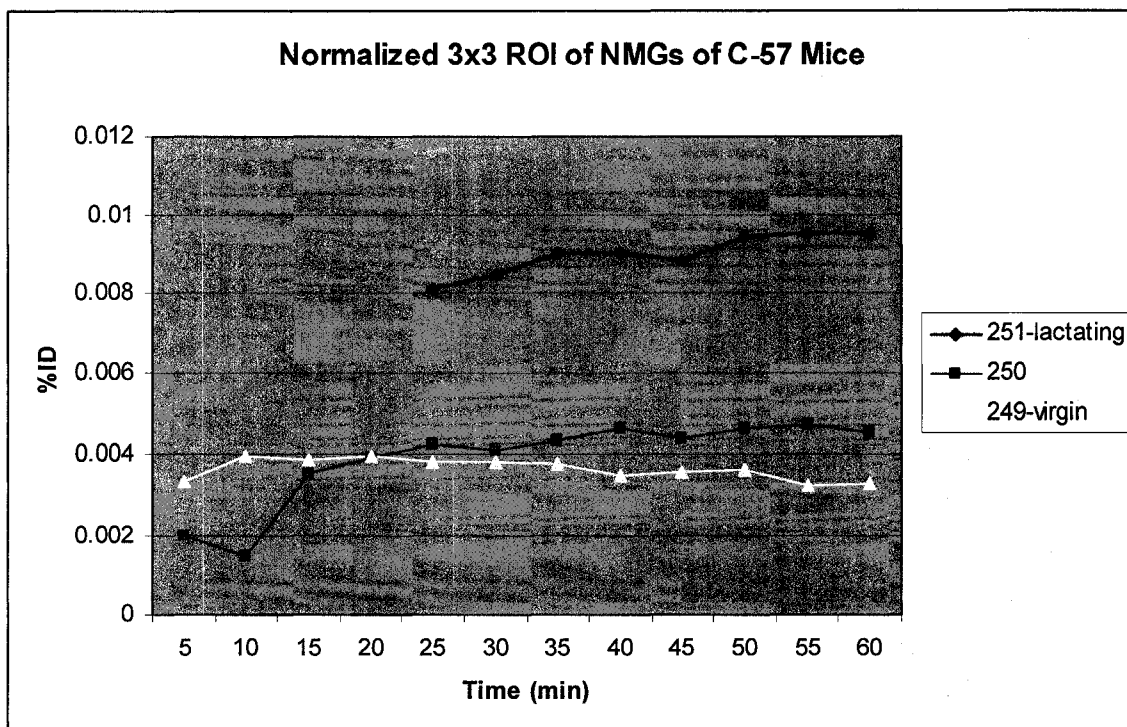 Normalized 3x3 ROI of NMGs of C-57 Mice
0.012
0.01
0.008
0.006
0.004
0.002
0
%ID
5 10 15 20 25 30 35 40 45 50 55 60
Time (min)
251-lactating
250
249-virgin